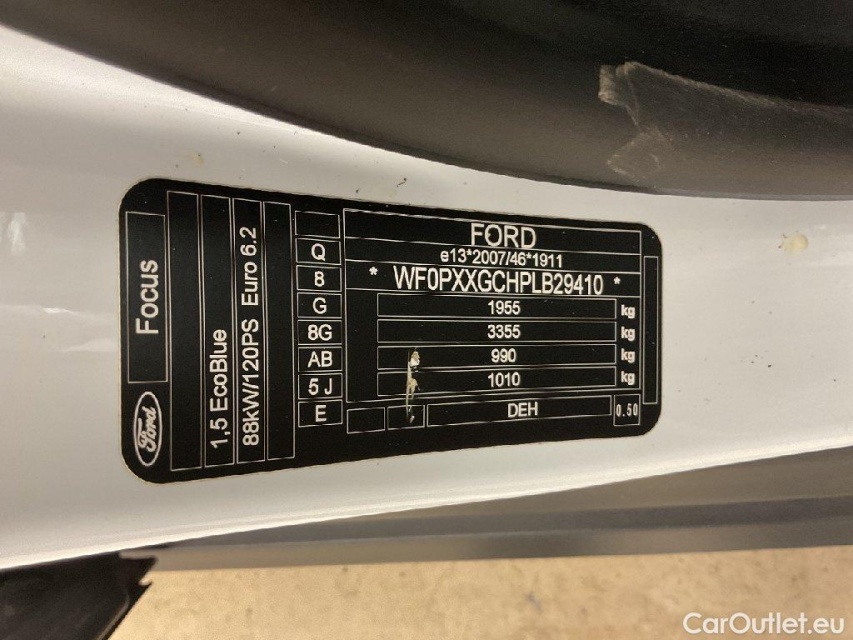 Ford
Focus
1,5 EcoBlue
88kW/120PS Euro 6.2
Q
8
G
8G
AB
5 J
E
FORD
e13*2007/46*1911
* WF0PXXGCHPLB29410 *
1955 kg
3355 kg
990 kg
1010 kg
DEH 0.50
CarOutlet.eu